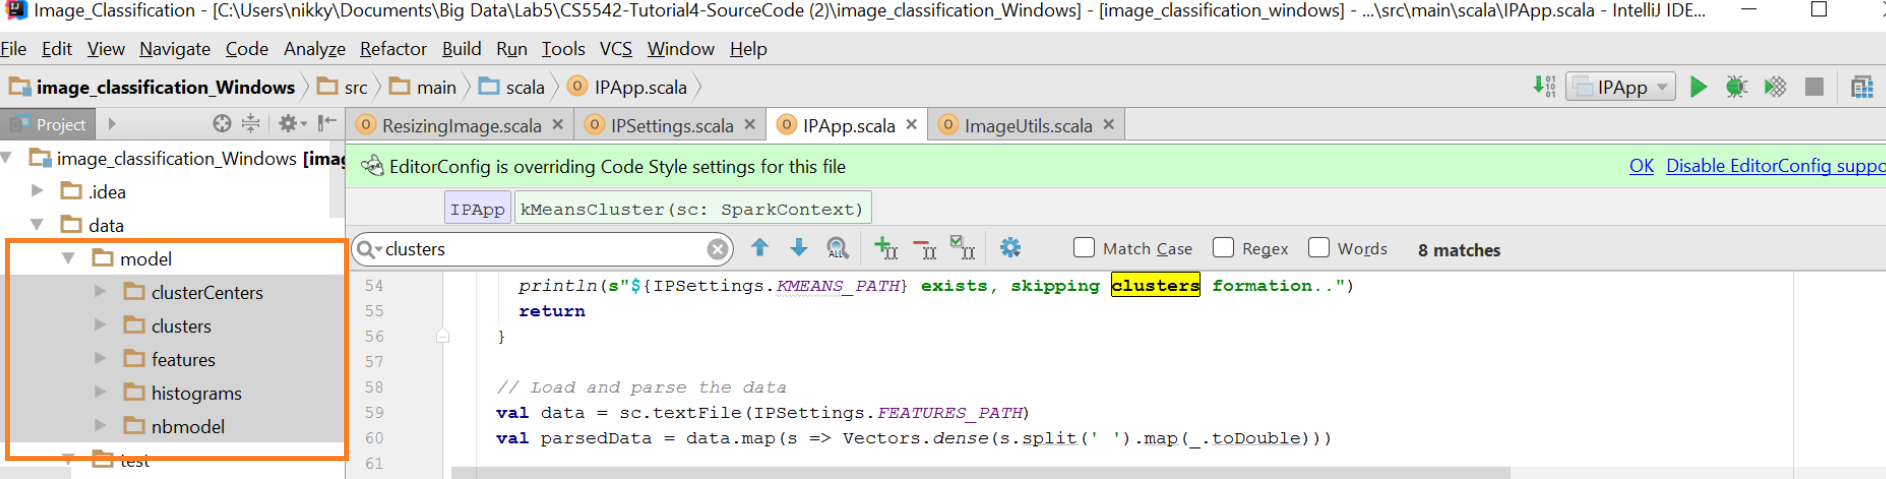 Image_Classification - [C:\Users\nikky\Documents\Big Data\Lab5\CS5542-Tutorial4-SourceCode (2)\image_classification_Windows] - [image_classification_windows] - ...\src\main\scala\IPApp.scala - IntelliJ IDE...
File Edit View Navigate Code Analyze Refactor Build Run Tools VCS Window Help
image_classification_Windows src main scala IPApp.scala IPApp
Project ResizingImage.scala IPSettings.scala IPApp.scala ImageUtils.scala
image_classification_Windows [imag
EditorConfig is overriding Code Style settings for this file OK Disable EditorConfig suppo
.idea
IPApp kMeansCluster(sc: SparkContext)
data
clusters Match Case Regex Words 8 matches
model
54 println(s"${IPSettings.KMEANS_PATH} exists, skipping clusters formation..")
clusterCenters
55 return
clusters
56 }
features
57
58 // Load and parse the data
histograms
59 val data = sc.textFile(IPSettings.FEATURES_PATH)
nbmodel
60 val parsedData = data.map(s => Vectors.dense(s.split(' ').map(_.toDouble)))
test
61